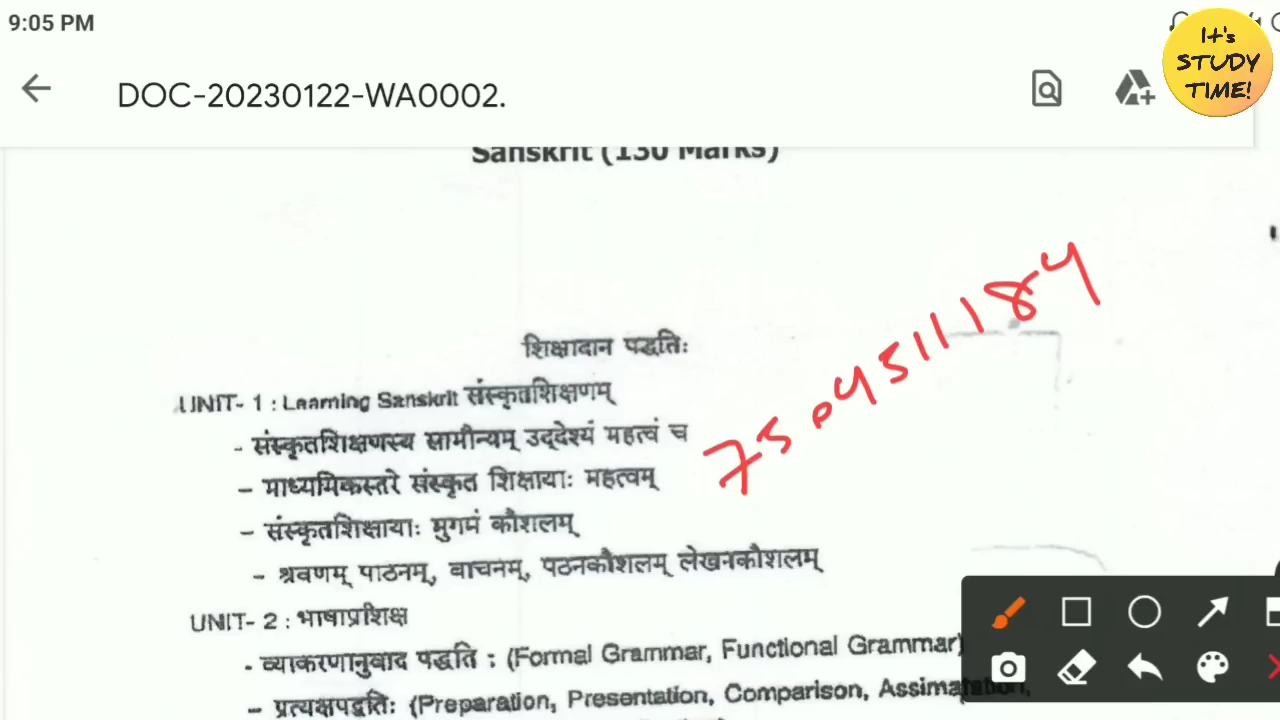 9:05 PM
It's
STUDY
TIME!
DOC-20230122-WA0002.
Sanskrit (130 Marks)
शिक्षादान पद्धतिः
UNIT- 1 : Learning Sanskrit संस्कृतशिक्षणम्
- संस्कृतशिक्षणस्य सामीन्यम् उद्देश्यं महत्वं च
- माध्यमिकस्तरे संस्कृत शिक्षायाः महत्वम्
- संस्कृतशिक्षायाः मुगमं कौशलम्
- श्रवणम् पाठनम्, वाचनम्, पठनकौशलम् लेखनकौशलम्
7504511184
UNIT- 2 : भाषाप्रशिक्ष
- व्याकरणानुवाद पद्धति : (Formal Grammar, Functional Grammar)
- प्रत्यक्षपद्धतिः (Preparation, Presentation, Comparison,